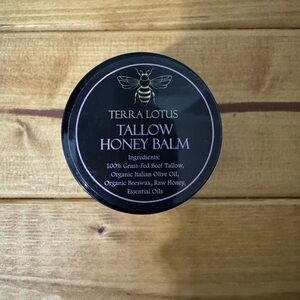 TERRA LOTUS
TALLOW
HONEY BALM
Ingredients:
100% Grass-Fed Beef Tallow,
Organic Italian Olive Oil,
Organic Beeswax, Raw Honey,
Essential Oils